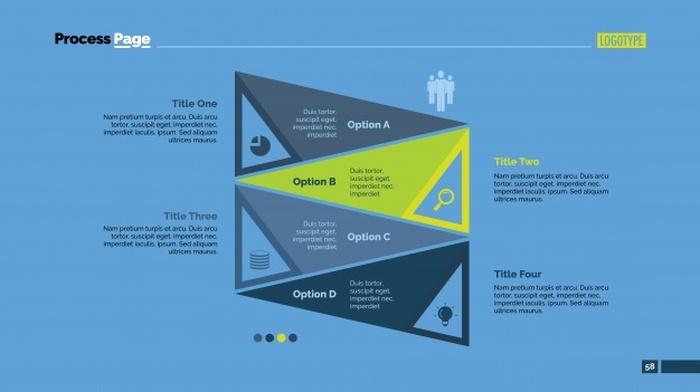 Process Page
LOGOTYPE
Title One
Nam pretium turpis et arcu. Duis arcu
tortor, suscipit eget, imperdiet nec,
imperdiet iaculis, ipsum. Sed aliquam
ultrices mauris.
Duis tortor,
suscipit eget,
imperdiet nec,
imperdiet
Option A
Option B
Duis tortor,
suscipit eget,
imperdiet nec,
imperdiet
Title Two
Nam pretium turpis et arcu. Duis arcu
tortor, suscipit eget, imperdiet nec,
imperdiet iaculis, ipsum. Sed aliquam
ultrices maurus.
Title Three
Nam pretium turpis et arcu. Duis arcu
tortor, suscipit eget, imperdiet nec,
imperdiet iaculis, ipsum. Sed aliquam
ultrices maurus.
Duis tortor,
suscipit eget,
imperdiet nec,
imperdiet
Option C
Option D
Duis tortor,
suscipit eget,
imperdiet nec,
imperdiet
Title Four
Nam pretium turpis et arcu. Duis arcu
tortor, suscipit eget, imperdiet nec,
imperdiet iaculis, ipsum. Sed aliquam
ultrices maurus.
58